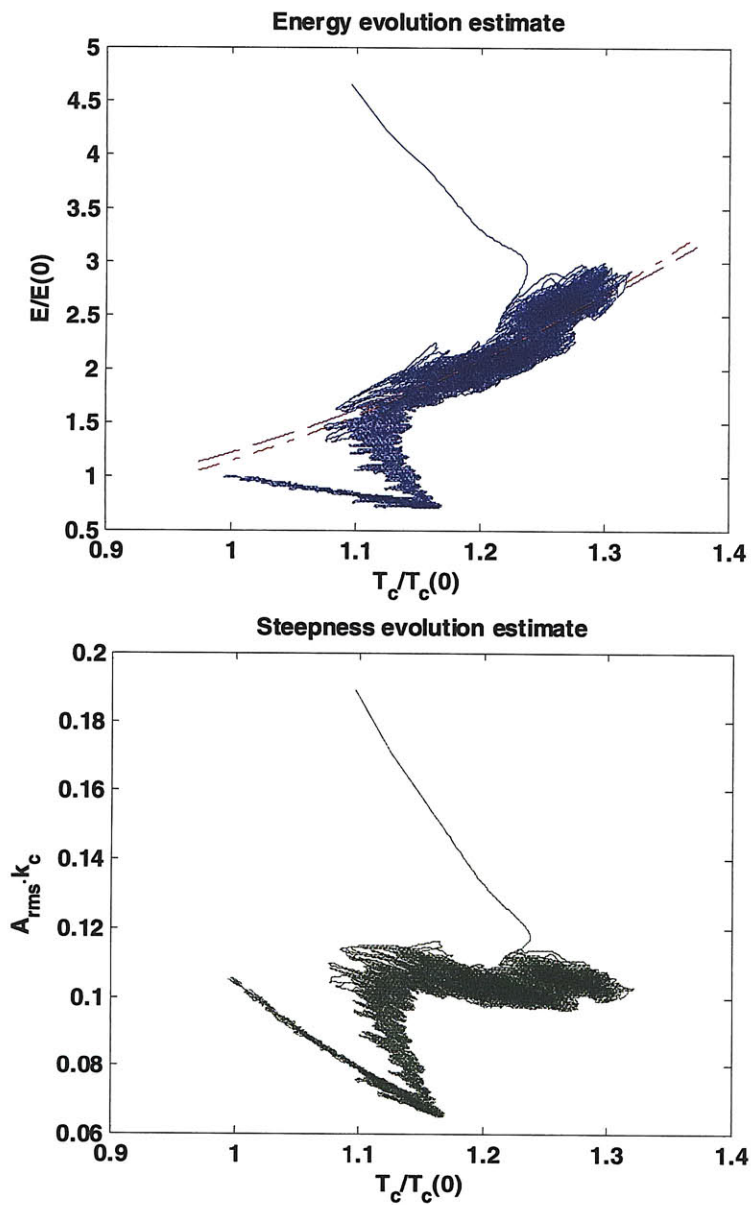 Energy evolution estimate
5
4.5
4
3.5
3
2.5
2
1.5
1
0.5
E/E(0)
0.9 1 1.1 1.2 1.3 1.4
T_c/T_c(0)
Steepness evolution estimate
0.2
0.18
0.16
0.14
0.12
0.1
0.08
0.06
A_rms.k_c
0.9 1 1.1 1.2 1.3 1.4
T_c/T_c(0)